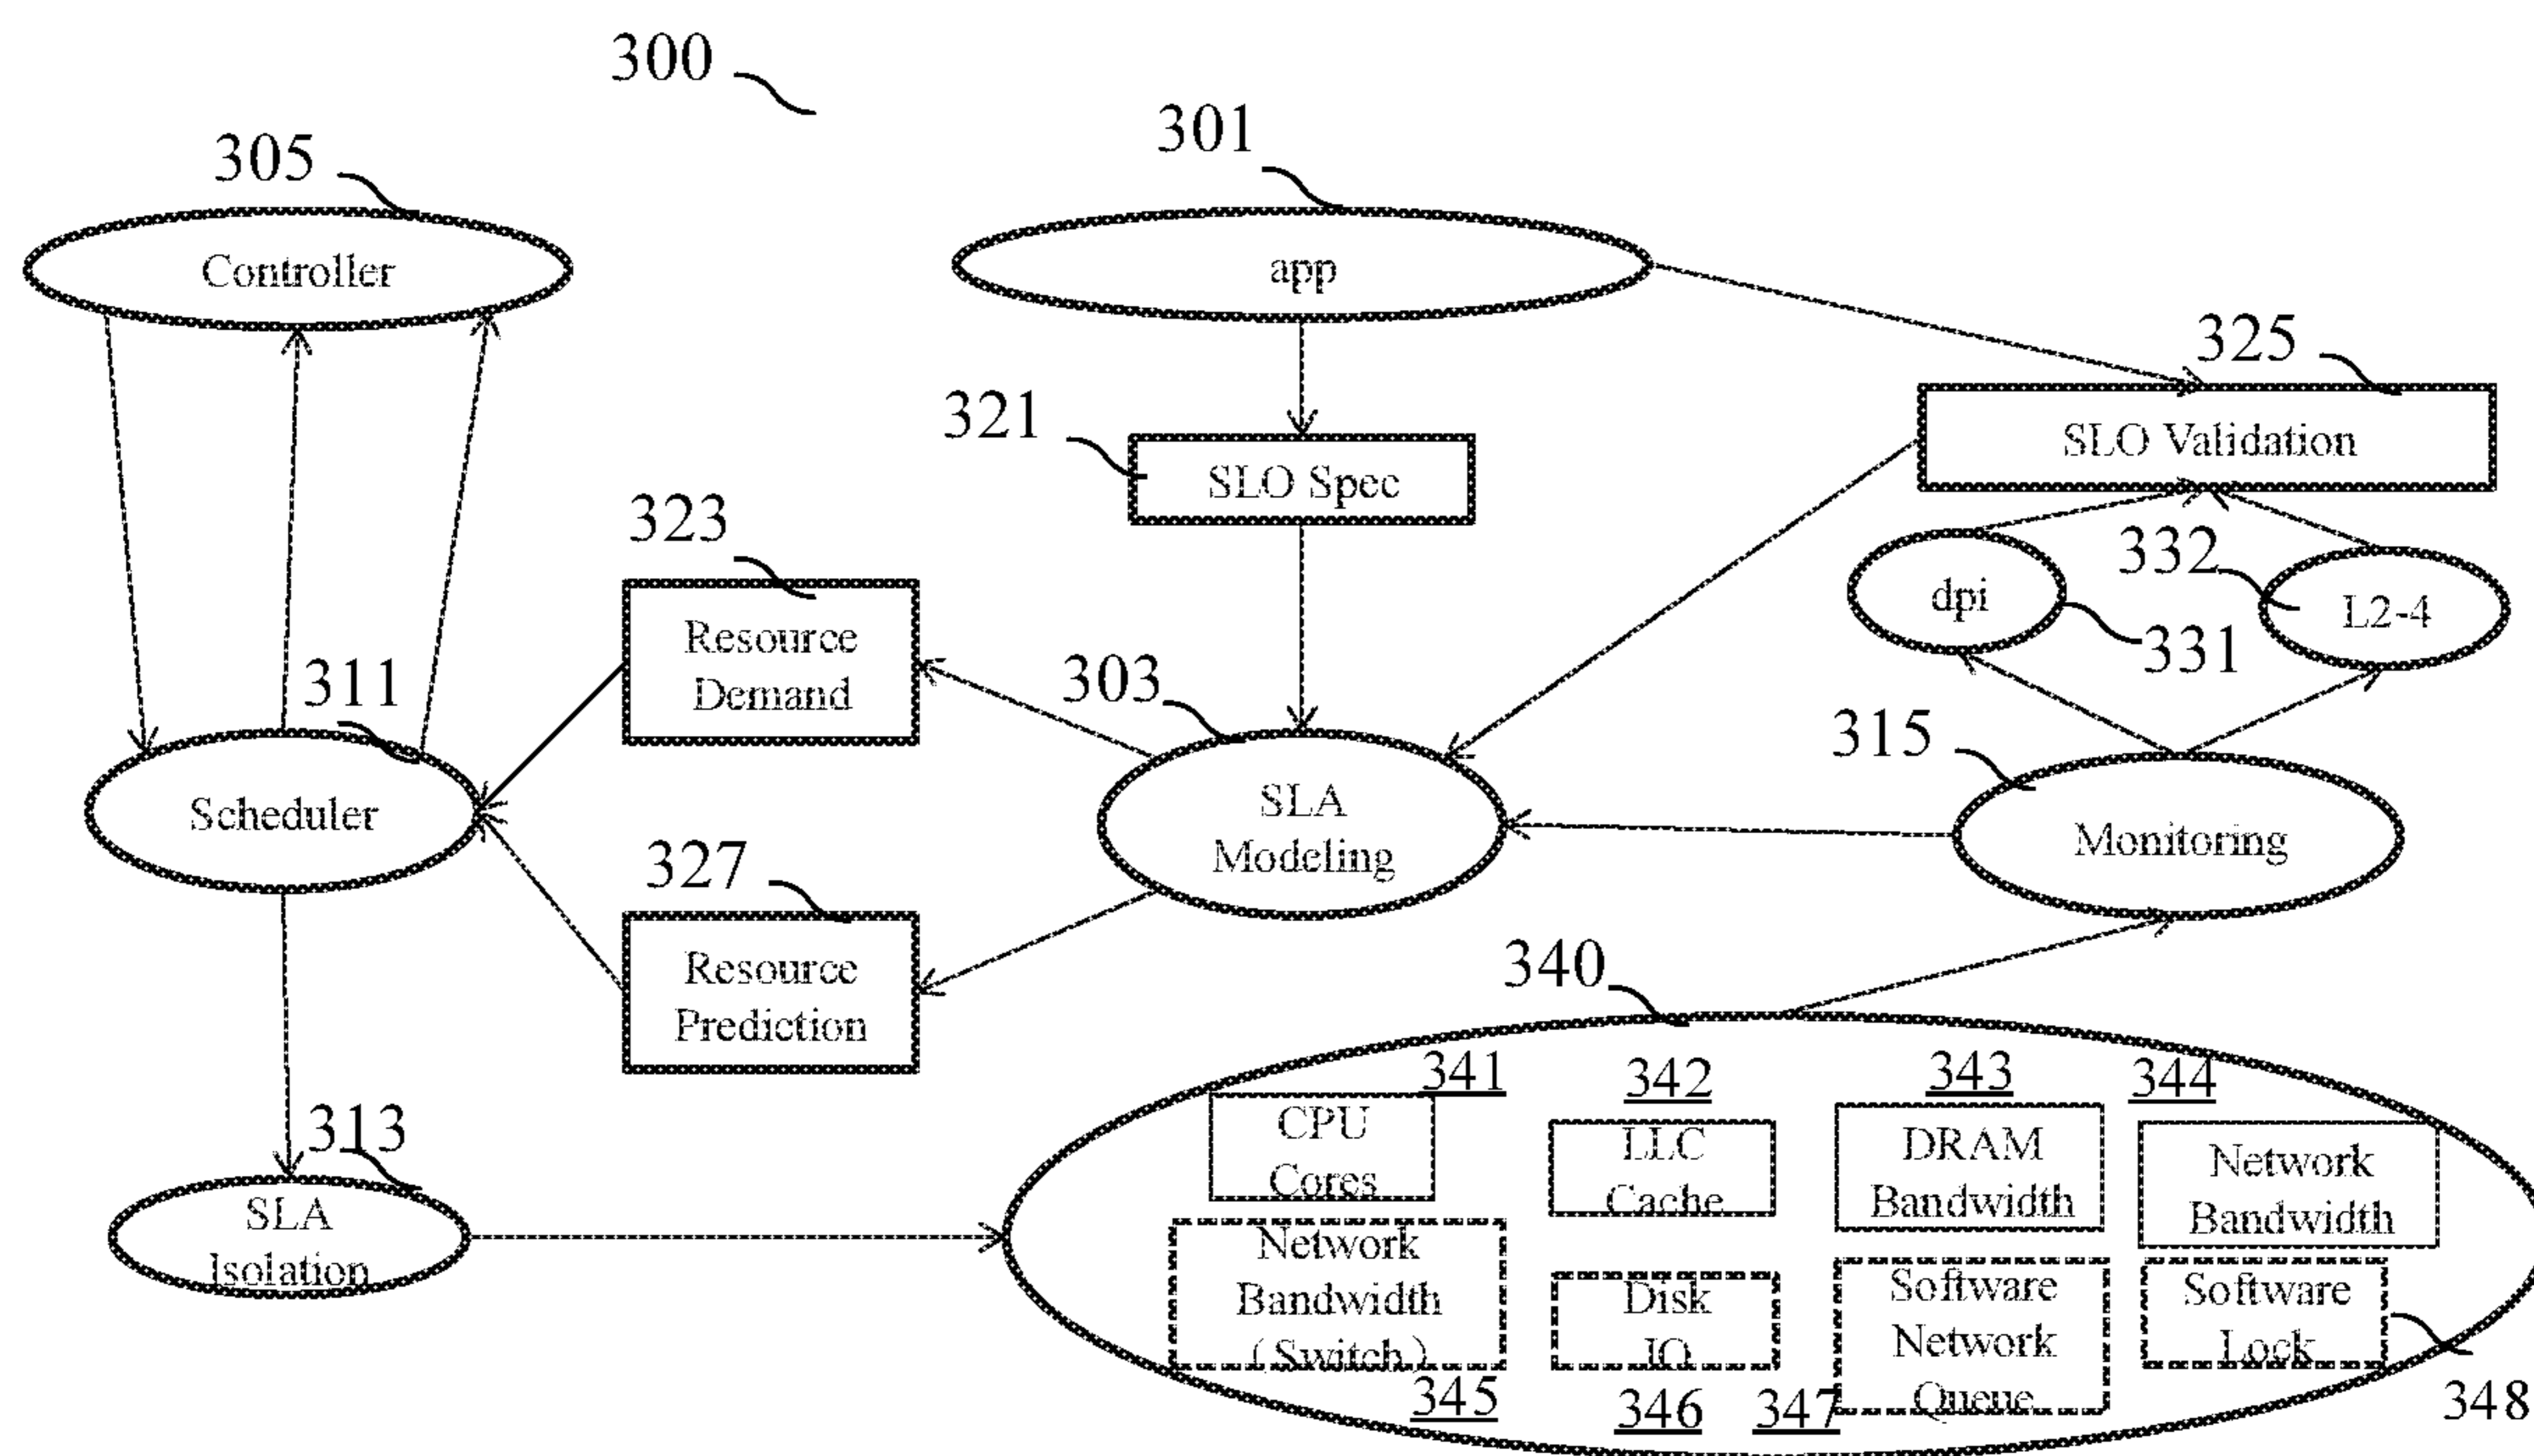 300
301
305
Controller
app
325
321
SLO Validation
SLO Spec
323
332
dpi
L2-4
331
Resource
Demand
311
303
315
Scheduler
SLA
Modeling
Monitoring
327
Resource
Prediction
340
341
342
343
344
CPU
Cores
LLC
Cache
DRAM
Bandwidth
Network
Bandwidth
313
SLA
Isolation
Network
Bandwidth
( Switch )
Disk
IO
Software
Network
Queue
Software
Lock
345
346
347
348